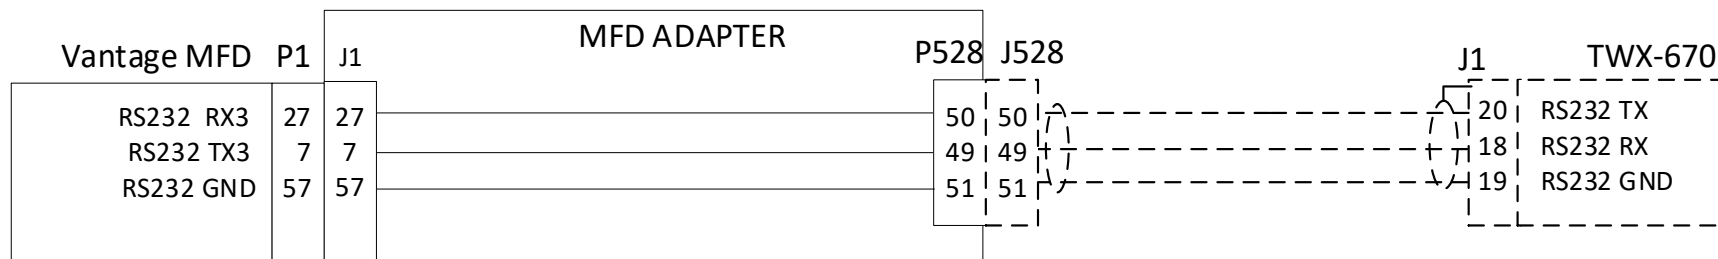 MFD ADAPTER
Vantage MFD P1 J1 P528 J528 J1 TWX-670
RS232 RX3 27 27 50 50 20 RS232 TX
RS232 TX3 7 7 49 49 18 RS232 RX
RS232 GND 57 57 51 51 19 RS232 GND